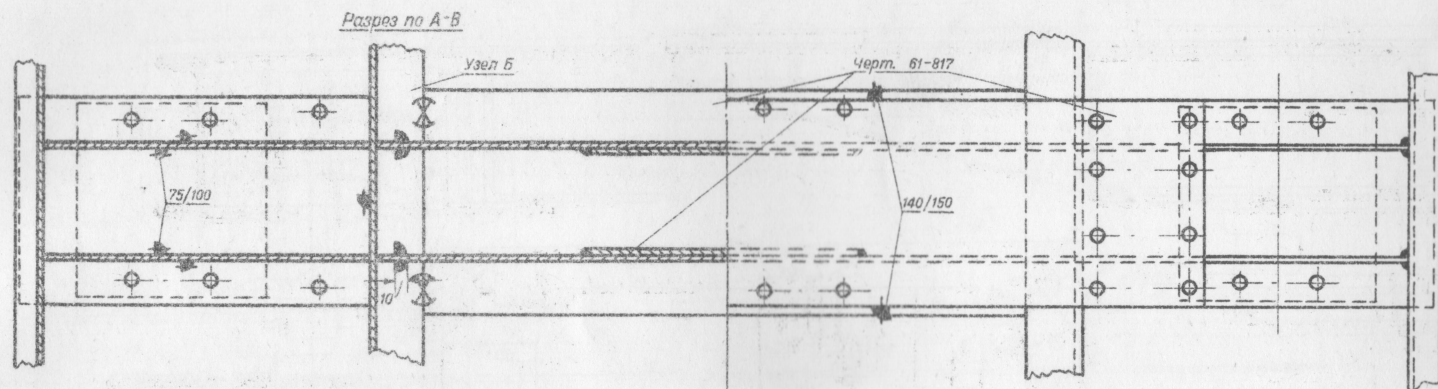 Разрез по А-В
Узел Б
Черт. 61-817
75/100
140/150
10